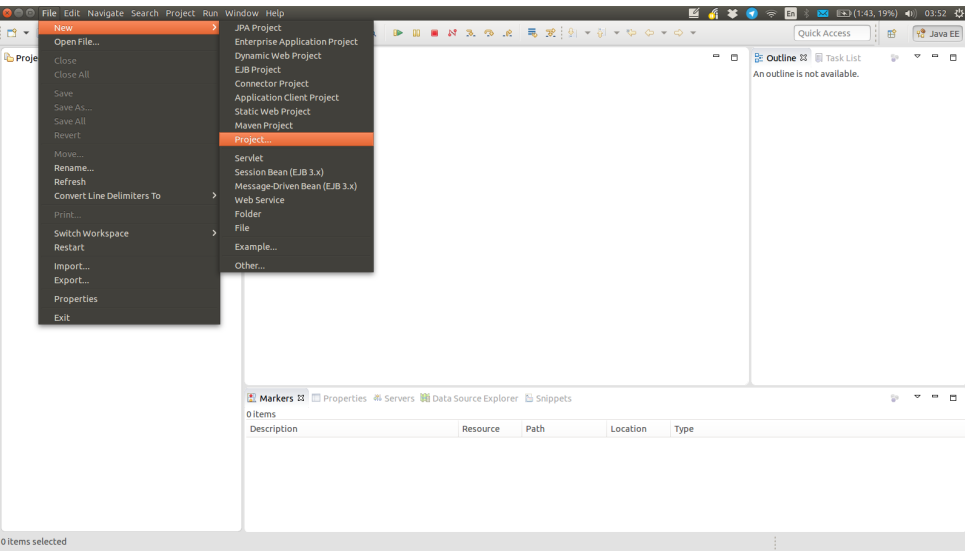 File Edit Navigate Search Project Run Window Help
En (1:43, 19%) 03:52
Quick Access Java EE
New
Open File...
Close
Close All
Save
Save As...
Save All
Revert
Move...
Rename...
Refresh
Convert Line Delimiters To
Print...
Switch Workspace
Restart
Import...
Export...
Properties
Exit
JPA Project
Enterprise Application Project
Dynamic Web Project
EJB Project
Connector Project
Application Client Project
Static Web Project
Maven Project
Project...
Servlet
Session Bean (EJB 3.x)
Message-Driven Bean (EJB 3.x)
Web Service
Folder
File
Example...
Other...
Proje
Outline Task List
An outline is not available.
Markers Properties Servers Data Source Explorer Snippets
0 items
Description Resource Path Location Type
0 items selected